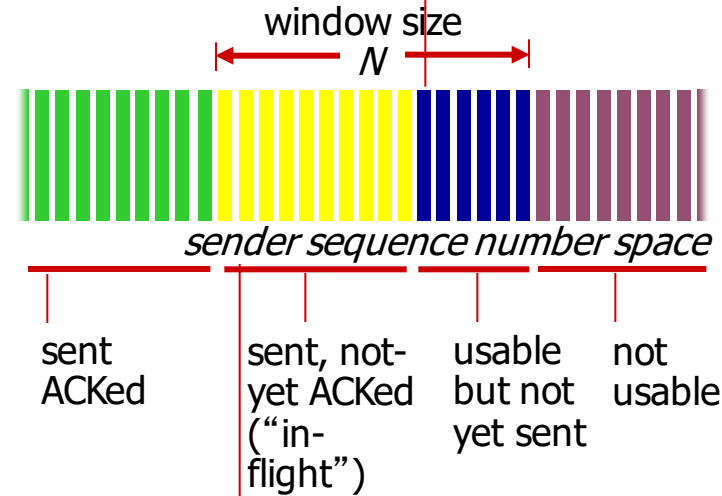 window size
N
sender sequence number space
sent
ACKed
sent, not-
yet ACKed
(“in-
flight”)
usable
but not
yet sent
not
usable